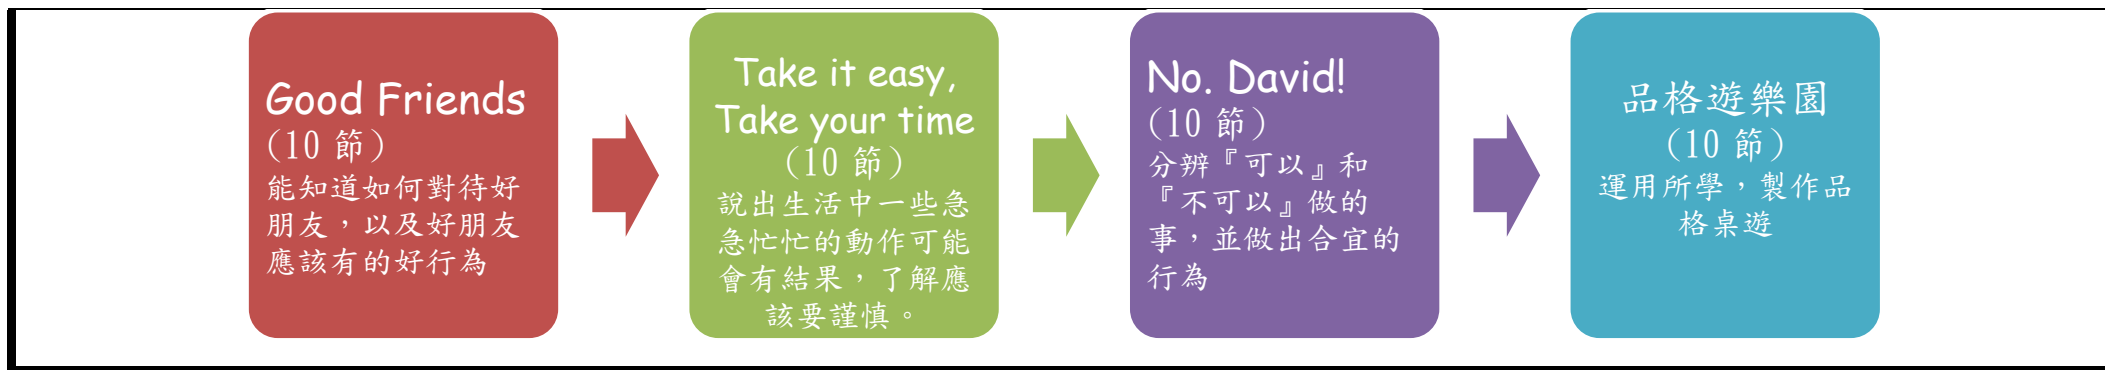 Good Friends
(10 節)
能知道如何對待好
朋友，以及好朋友
應該有的好行為
Take it easy,
Take your time
(10 節)
說出生活中一些急
急忙忙的動作可能
會有結果，了解應
該要謹慎。
No. David!
(10 節)
分辨『可以』和
『不可以』做的
事，並做出合宜的
行為
品格遊樂園
(10 節)
運用所學，製作品
格桌遊